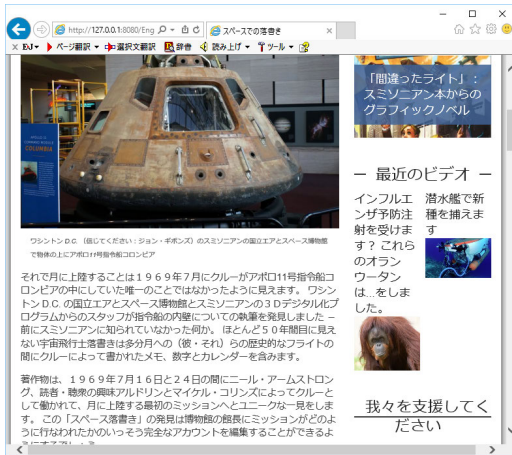 http://127.0.0.1:8080/Eng
スペースでの落書き
× EJ ページ翻訳 選択文翻訳 辞書 読み上げ ツール
APOLLO 11
COMMAND MODULE
COLUMBIA
「間違ったライト」：
スミソニアン本からの
グラフィックノベル
ワシントン D.C. （信じてください：ジョン・ギボンズ）のスミソニアンの国立エアとスペース博物館
で物体の上にアポロ11号指令船コロンビア
それで月に上陸することは１９６９年７月にクルーがアポロ11号指令船コ
ロンビアの中にしていた唯一のことではなかったように見えます。 ワシン
トン D.C. の国立エアとスペース博物館とスミソニアンの３Ｄデジタル化プ
ログラムからのスタッフが指令船の内壁についての執筆を発見しました –
前にスミソニアンに知られていなかった何か。 ほとんど５０年間目に見え
ない宇宙飛行士落書きは多分月への（彼・それ）らの歴史的なフライトの
間にクルーによって書かれたメモ、数字とカレンダーを含みます。
著作物は、１９６９年７月１６日と２４日の間にニール・アームストロン
グ、読者・聴衆の興味アルドリンとマイケル・コリンズによってクルーと
して働かれて、月に上陸する最初のミッションへとユニークな一見をしま
す。 この「スペース落書き」の発見は博物館の館長にミッションがどのよ
うに行なわれたかのいっそう完全なアカウントを編集することができるよ
うにするでしょう
– 最近のビデオ –
インフルエ
ンザ予防注
射を受けま
す？ これら
のオラン
ウータン
は...をしま
した。
潜水艦で新
種を捕えま
す
我々を支援してく
ださい